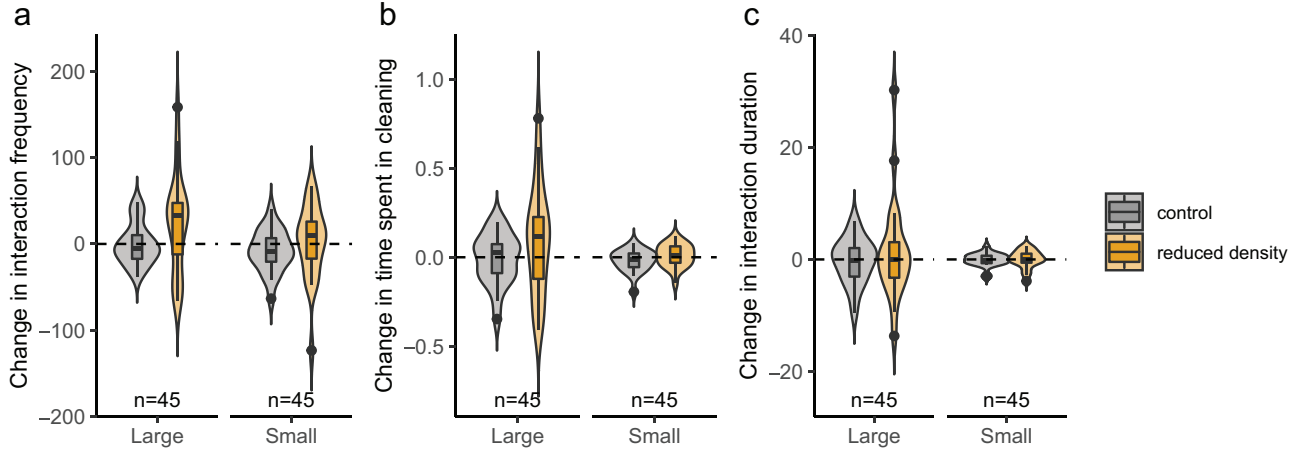 a
Change in interaction frequency
200
100
0
−100
−200
n=45
n=45
Large
Small
b
Change in time spent in cleaning
1.0
0.5
0.0
−0.5
n=45
n=45
Large
Small
c
Change in interaction duration
40
20
0
−20
n=45
n=45
Large
Small
control
reduced density